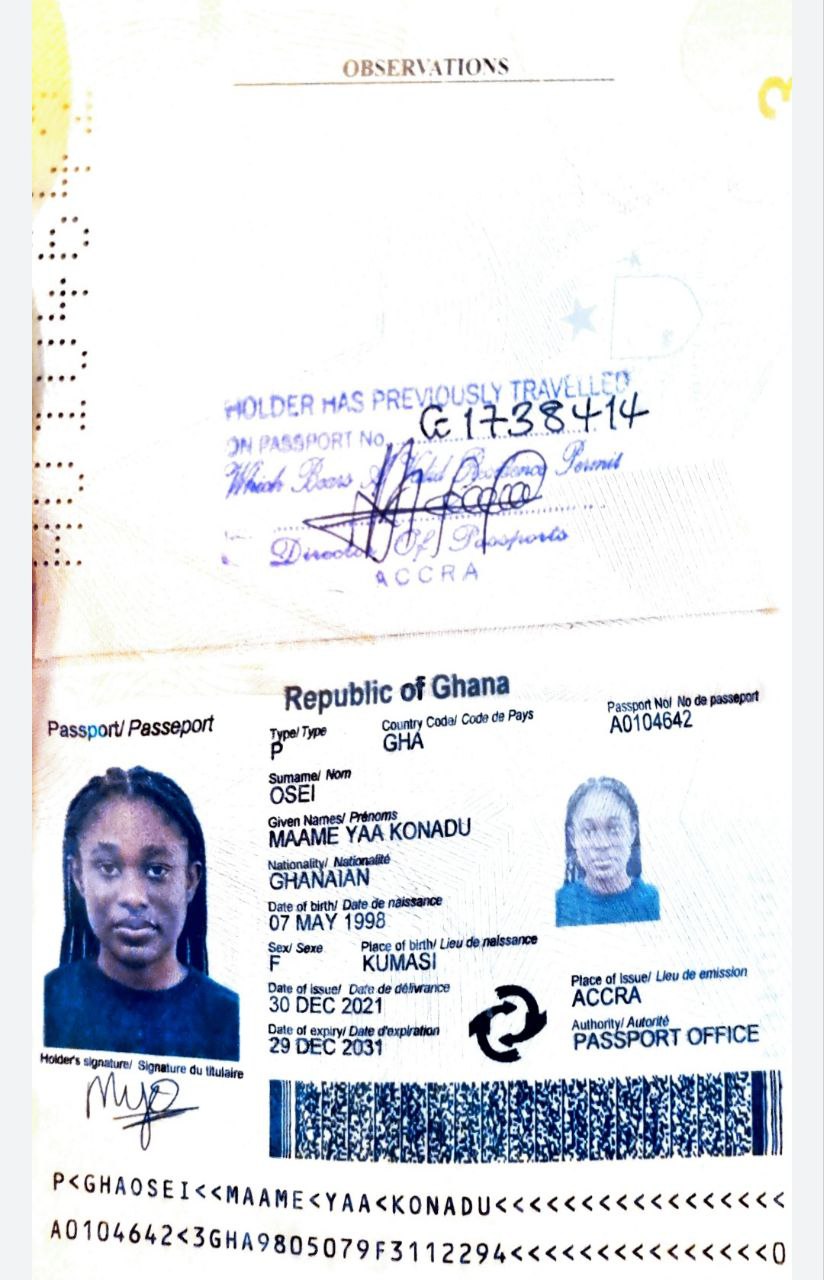 OBSERVATIONS
3
HOLDER HAS PREVIOUSLY TRAVELLED
ON PASSPORT No. G1738414
Which Bears A Valid Residence Permit
Director Of Passports
ACCRA
Republic of Ghana
Passport/ Passeport
Type/ Type
P
Country Code/ Code de Pays
GHA
Passport No/ No de passeport
A0104642
Surname/ Nom
OSEI
Given Names/ Prénoms
MAAME YAA KONADU
Nationality/ Nationalité
GHANAIAN
Date of birth/ Date de naissance
07 MAY 1998
Sex/ Sexe
F
Place of birth/ Lieu de naissance
KUMASI
Date of issue/ Date de délivrance
30 DEC 2021
Place of Issue/ Lieu de emission
ACCRA
Date of expiry/ Date d'expiration
29 DEC 2031
Authority/ Autorité
PASSPORT OFFICE
Holder's signature/ Signature du titulaire
P<GHAOSEI<<MAAME<YAA<KONADU<<<<<<<<<<<<<<<<<
A0104642<3GHA9805079F3112294<<<<<<<<<<<<<<<0